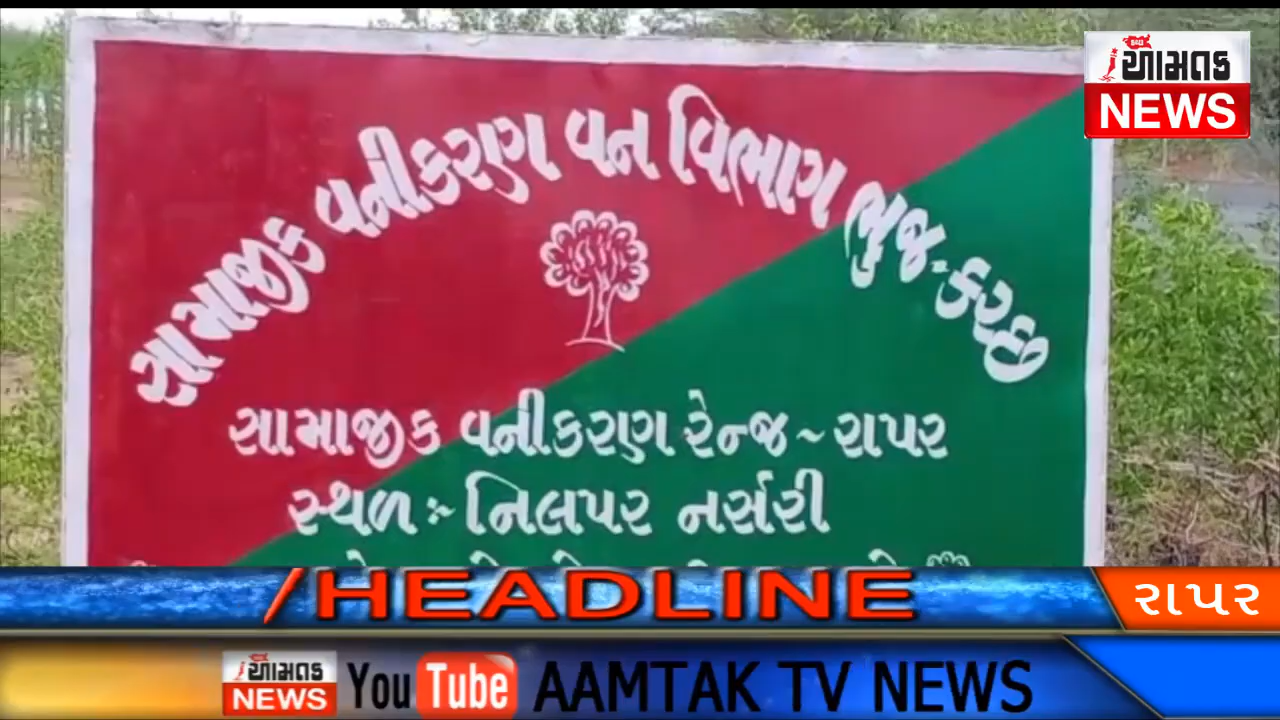 આમતક
NEWS
સામાજીક વનીકરણ વન વિભાગ ભુજ-કચ્છ
સામાજીક વનીકરણ રેન્જ~રાપર
સ્થળ:~નિલપર નર્સરી
HEADLINE
રાપર
આમતક
NEWS
YouTube
AAMTAK TV NEWS